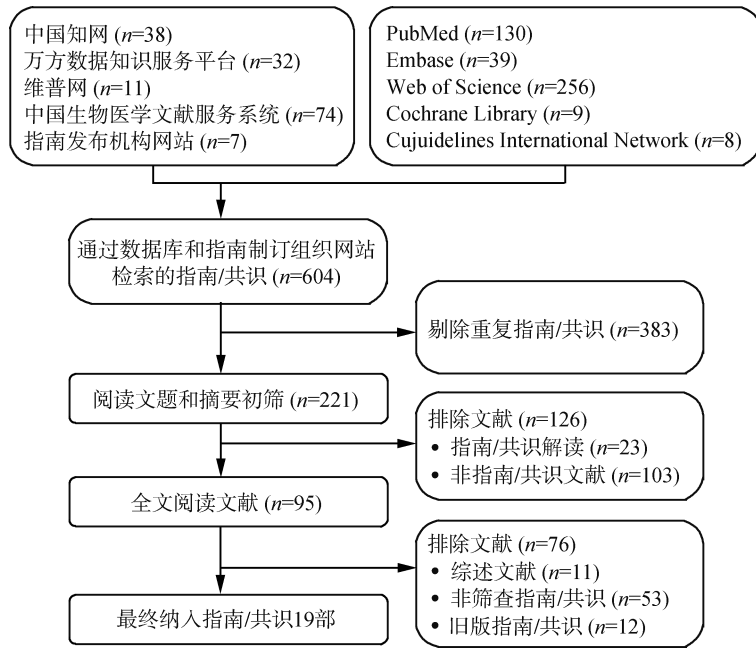 中国知网 (n=38)
万方数据知识服务平台 (n=32)
维普网 (n=11)
中国生物医学文献服务系统 (n=74)
指南发布机构网站 (n=7)
PubMed (n=130)
Embase (n=39)
Web of Science (n=256)
Cochrane Library (n=9)
Cujuidelines International Network (n=8)
通过数据库和指南制订组织网站
检索的指南/共识 (n=604)
剔除重复指南/共识 (n=383)
阅读文题和摘要初筛 (n=221)
排除文献 (n=126)
• 指南/共识解读 (n=23)
• 非指南/共识文献 (n=103)
全文阅读文献 (n=95)
排除文献 (n=76)
• 综述文献 (n=11)
• 非筛查指南/共识 (n=53)
• 旧版指南/共识 (n=12)
最终纳入指南/共识19部